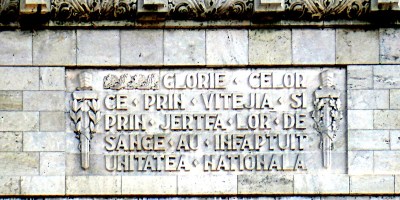 GLORIE · CELOR
CE · PRIN · VITEJIA · SI
PRIN · JERTFA · LOR · DE
SANGE · AU · INFAPTUIT
UNITATEA · NATIONALA